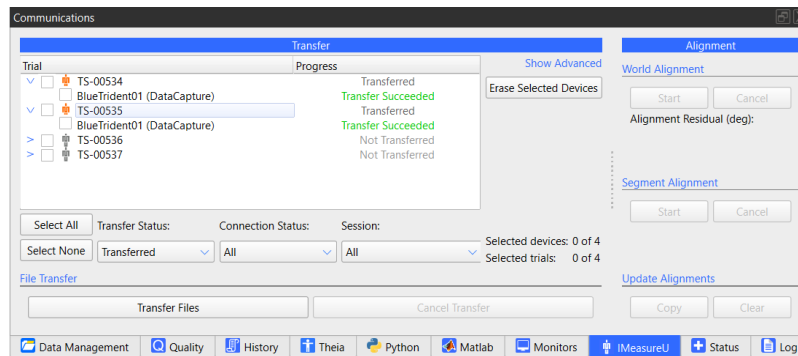 Communications
Transfer
Trial Progress
Show Advanced
TS-00534 Transferred
BlueTrident01 (DataCapture) Transfer Succeeded
TS-00535 Transferred
BlueTrident01 (DataCapture) Transfer Succeeded
TS-00536 Not Transferred
TS-00537 Not Transferred
Erase Selected Devices
Select All
Transfer Status: Connection Status: Session:
Select None
Transferred All All
Selected devices: 0 of 4
Selected trials: 0 of 4
File Transfer
Transfer Files Cancel Transfer
Alignment
World Alignment
Start Cancel
Alignment Residual (deg):
Segment Alignment
Start Cancel
Update Alignments
Copy Clear
Data Management Quality History Theia Python Matlab Monitors IMeasureU Status Log